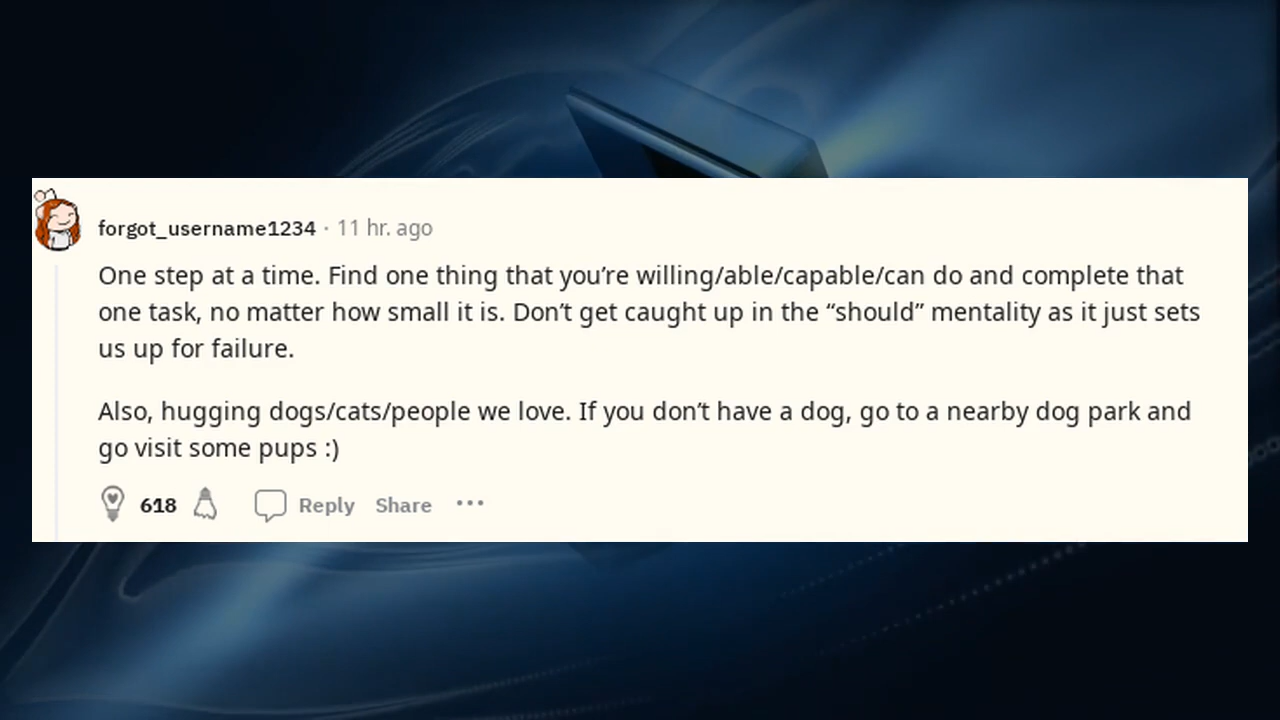 forgot_username1234 · 11 hr. ago
One step at a time. Find one thing that you’re willing/able/capable/can do and complete that
one task, no matter how small it is. Don’t get caught up in the “should” mentality as it just sets
us up for failure.
Also, hugging dogs/cats/people we love. If you don’t have a dog, go to a nearby dog park and
go visit some pups :)
618 Reply Share ···